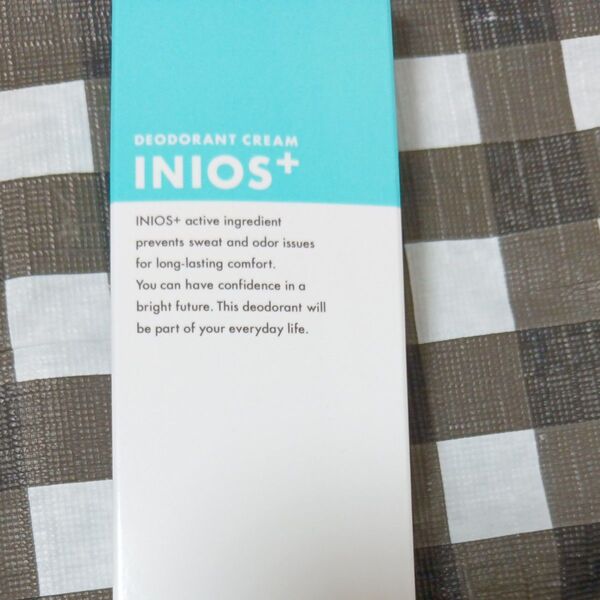 DEODORANT CREAM
INIOS+
INIOS+ active ingredient
prevents sweat and odor issues
for long-lasting comfort.
You can have confidence in a
bright future. This deodorant will
be part of your everyday life.